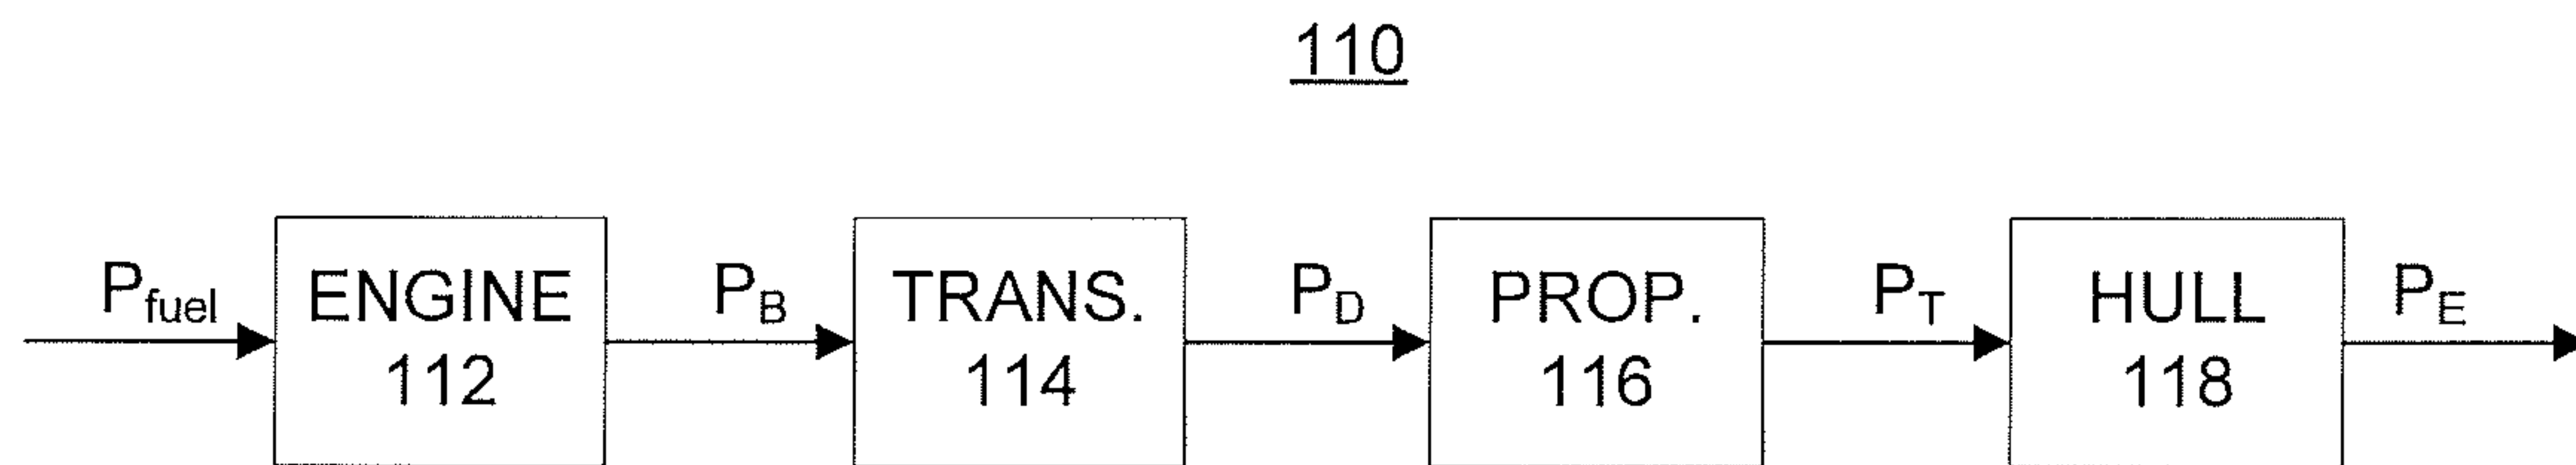 110
P_fuel
ENGINE
112
P_B
TRANS.
114
P_D
PROP.
116
P_T
HULL
118
P_E